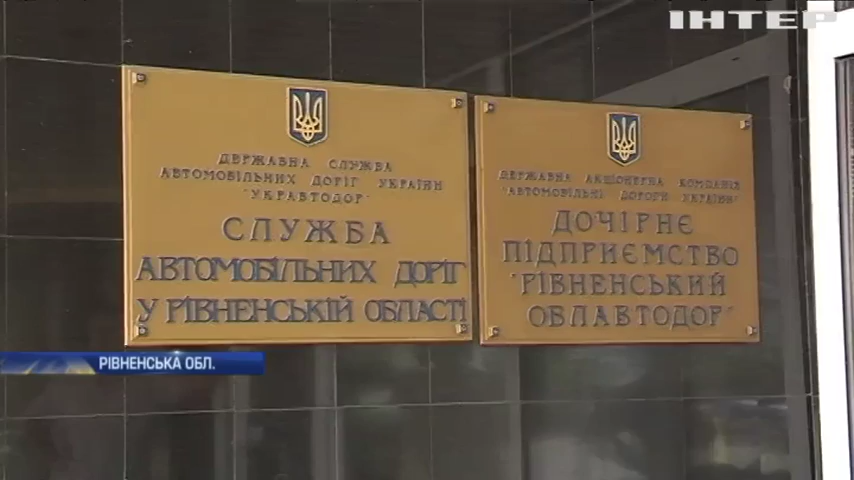 ІНТЕР
ДЕРЖАВНА СЛУЖБА
АВТОМОБІЛЬНИХ ДОРІГ УКРАЇНИ
"УКРАВТОДОР"
СЛУЖБА
АВТОМОБІЛЬНИХ ДОРІГ
У РІВНЕНСЬКІЙ ОБЛАСТІ
ДЕРЖАВНА АКЦІОНЕРНА КОМПАНІЯ
"АВТОМОБІЛЬНІ ДОРОГИ УКРАЇНИ"
ДОЧІРНЄ
ПІДПРИЄМСТВО
"РІВНЕНСЬКИЙ
ОБЛАВТОДОР"
РІВНЕНСЬКА ОБЛ.